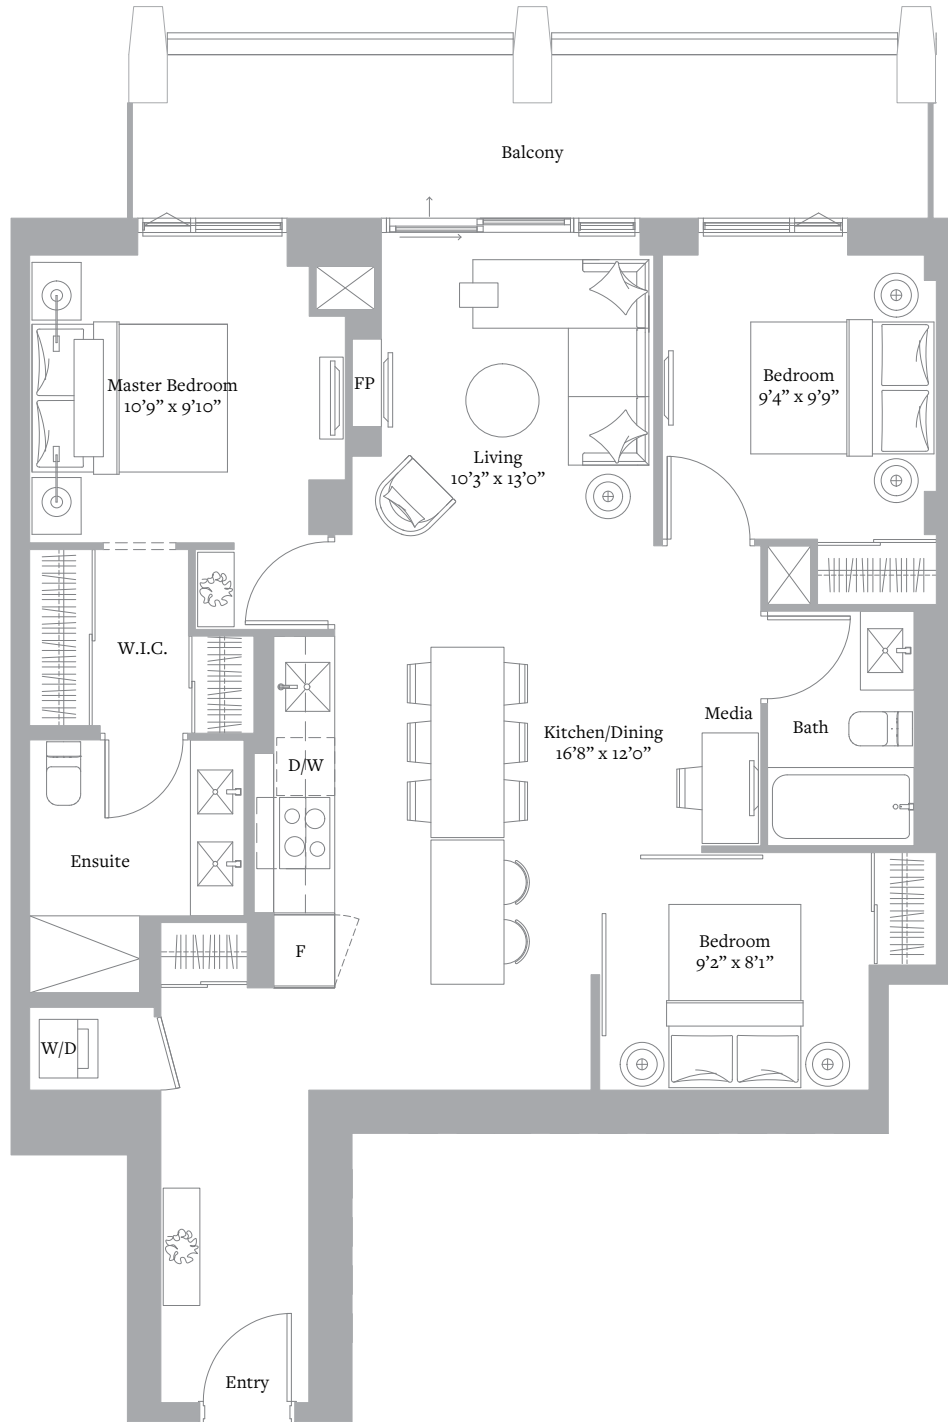 Balcony
Master Bedroom
10’9” x 9’10”
FP
Living
10’3” x 13’0”
Bedroom
9’4” x 9’9”
W.I.C.
D/W
Kitchen/Dining
16’8” x 12’0”
Media
Bath
Ensuite
F
Bedroom
9’2” x 8’1”
W/D
Entry